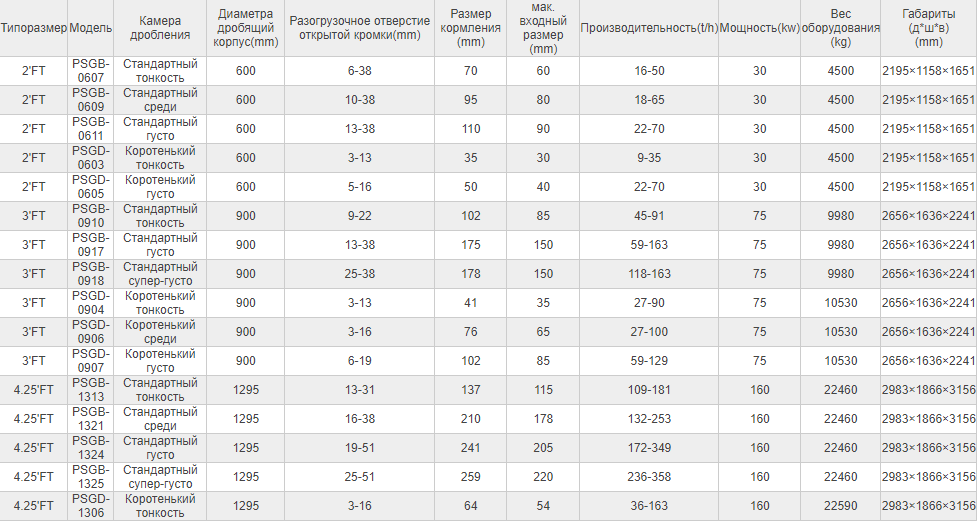 Типоразмер Модель Камера дробления Диаметра дробящий корпус(mm) Разогрузочное отверстие открытой кромки(mm) Размер кормления (mm) мак. входный размер (mm) Производительность(t/h) Мощность(kw) Вес оборудования (kg) Габариты (д*ш*в) (mm)
2'FT PSGB-0607 Стандартный тонкость 600 6-38 70 60 16-50 30 4500 2195×1158×1651
2'FT PSGB-0609 Стандартный среди 600 10-38 95 80 18-65 30 4500 2195×1158×1651
2'FT PSGB-0611 Стандартный густо 600 13-38 110 90 22-70 30 4500 2195×1158×1651
2'FT PSGD-0603 Коротенький тонкость 600 3-13 35 30 9-35 30 4500 2195×1158×1651
2'FT PSGD-0605 Коротенький густо 600 5-16 50 40 22-70 30 4500 2195×1158×1651
3'FT PSGB-0910 Стандартный тонкость 900 9-22 102 85 45-91 75 9980 2656×1636×2241
3'FT PSGB-0917 Стандартный густо 900 13-38 175 150 59-163 75 9980 2656×1636×2241
3'FT PSGB-0918 Стандартный супер-густо 900 25-38 178 150 118-163 75 9980 2656×1636×2241
3'FT PSGD-0904 Коротенький тонкость 900 3-13 41 35 27-90 75 10530 2656×1636×2241
3'FT PSGD-0906 Коротенький среди 900 3-16 76 65 27-100 75 10530 2656×1636×2241
3'FT PSGD-0907 Коротенький густо 900 6-19 102 85 59-129 75 10530 2656×1636×2241
4.25'FT PSGB-1313 Стандартный тонкость 1295 13-31 137 115 109-181 160 22460 2983×1866×3156
4.25'FT PSGB-1321 Стандартный среди 1295 16-38 210 178 132-253 160 22460 2983×1866×3156
4.25'FT PSGB-1324 Стандартный густо 1295 19-51 241 205 172-349 160 22460 2983×1866×3156
4.25'FT PSGB-1325 Стандартный супер-густо 1295 25-51 259 220 236-358 160 22460 2983×1866×3156
4.25'FT PSGD-1306 Коротенький тонкость 1295 3-16 64 54 36-163 160 22590 2983×1866×3156